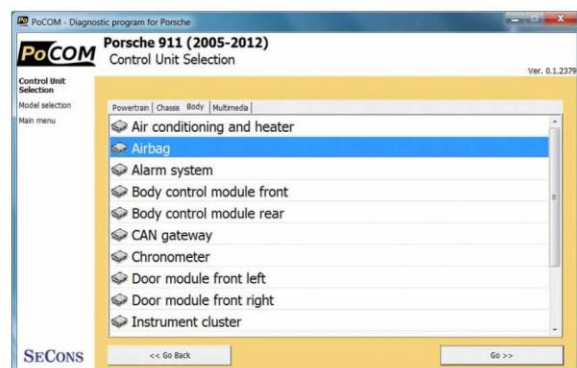 PoCOM - Diagnostic program for Porsche
PoCOM
Porsche 911 (2005-2012)
Control Unit Selection
Ver. 0.1.2379
Control Unit
Selection
Model selection
Main menu
Powertrain Chassis Body Multimedia
Air conditioning and heater
Airbag
Alarm system
Body control module front
Body control module rear
CAN gateway
Chronometer
Door module front left
Door module front right
Instrument cluster
SECONS
<< Go Back
Go >>